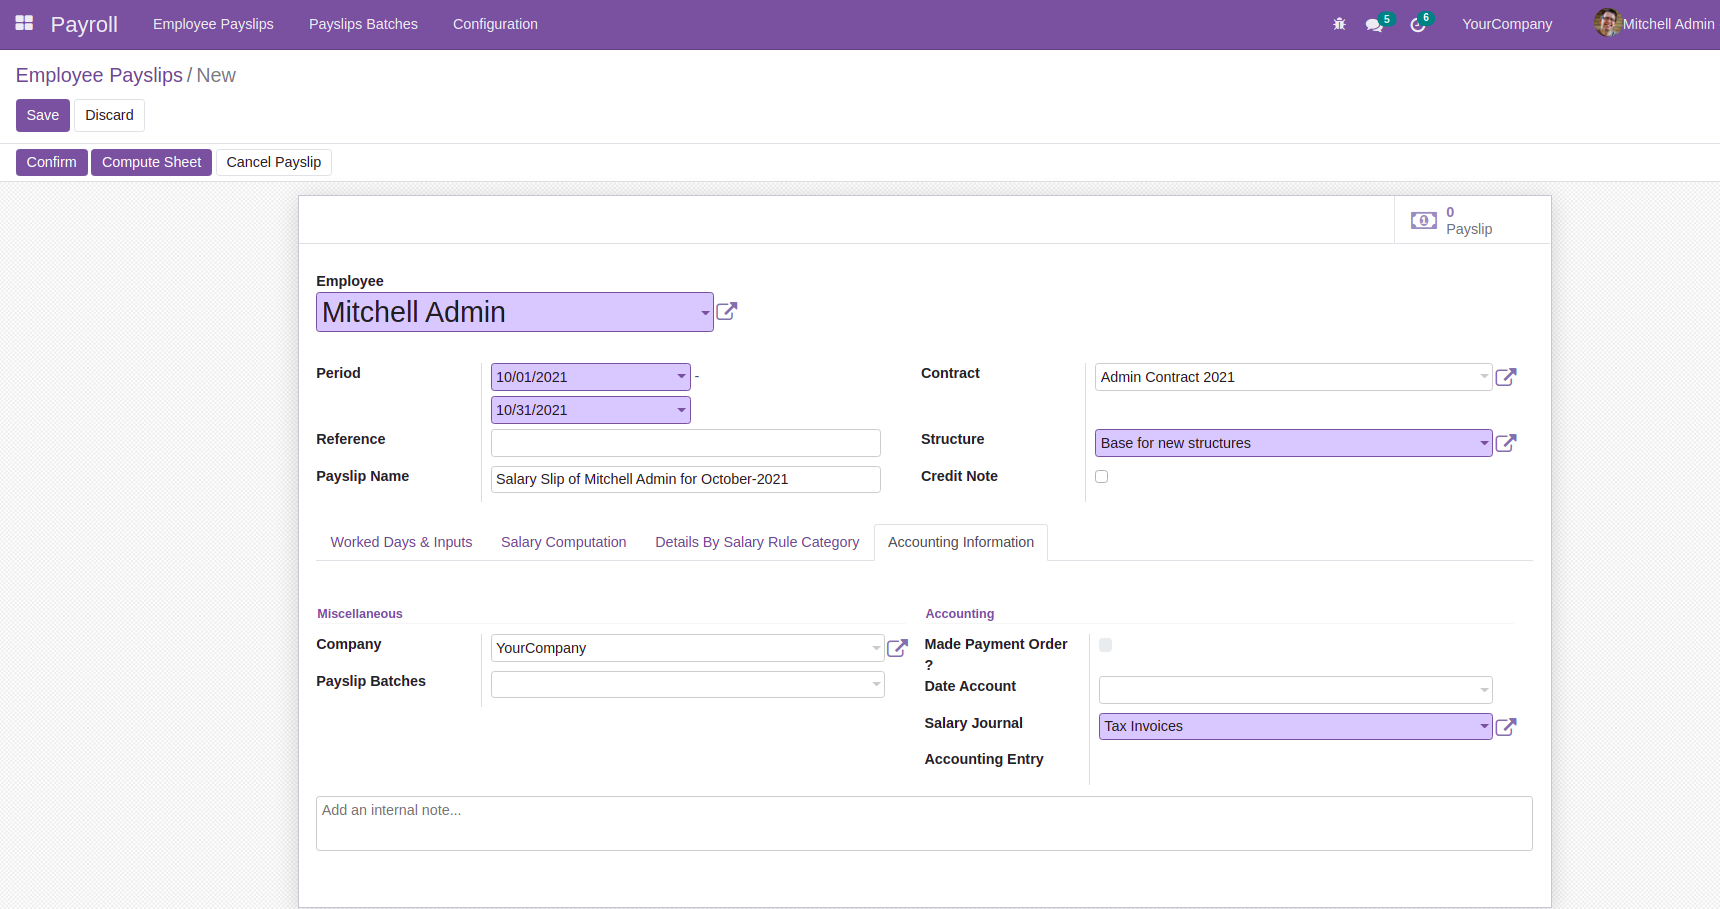 Payroll Employee Payslips Payslips Batches Configuration 5 6 YourCompany Mitchell Admin
Employee Payslips / New
Save Discard
Confirm Compute Sheet Cancel Payslip
0
Payslip
Employee
Mitchell Admin
Period 10/01/2021 - Contract Admin Contract 2021
10/31/2021
Reference Structure Base for new structures
Payslip Name Salary Slip of Mitchell Admin for October-2021 Credit Note
Worked Days & Inputs Salary Computation Details By Salary Rule Category Accounting Information
Miscellaneous Accounting
Company YourCompany Made Payment Order
?
Payslip Batches Date Account
Salary Journal Tax Invoices
Accounting Entry
Add an internal note...